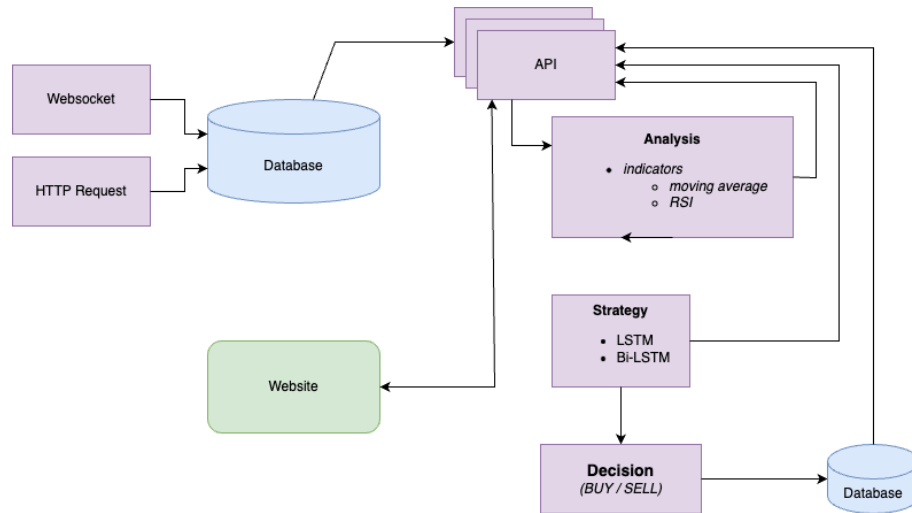 API
Websocket
HTTP Request
Database
Analysis
indicators
moving average
RSI
Strategy
LSTM
Bi-LSTM
Website
Decision
(BUY / SELL)
Database